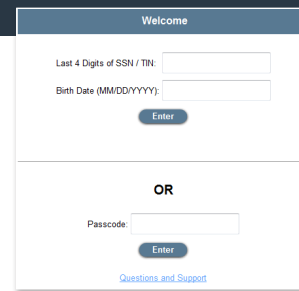 Welcome
Last 4 Digits of SSN / TIN:
Birth Date (MM/DD/YYYY):
Enter
OR
Passcode:
Enter
Questions and Support